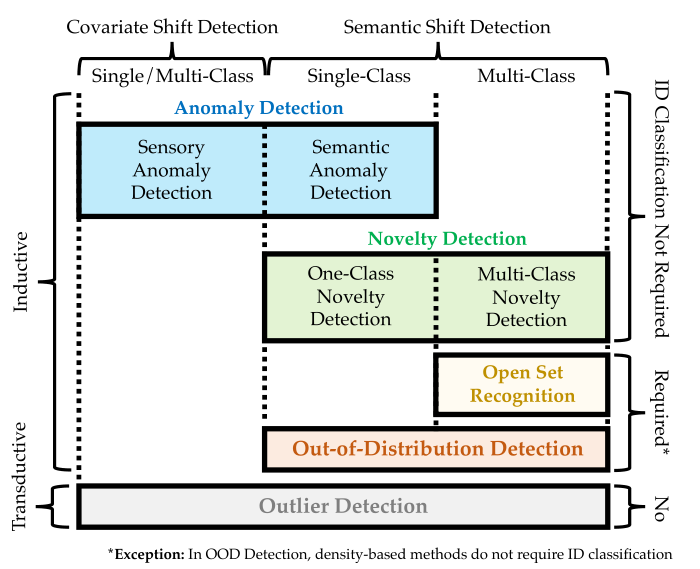 Covariate Shift Detection
Semantic Shift Detection
Single/Multi-Class
Single-Class
Multi-Class
Anomaly Detection
Sensory
Anomaly
Detection
Semantic
Anomaly
Detection
Novelty Detection
One-Class
Novelty
Detection
Multi-Class
Novelty
Detection
Open Set
Recognition
Out-of-Distribution Detection
Outlier Detection
Inductive
Transductive
ID Classification Not Required
Required*
No
*Exception: In OOD Detection, density-based methods do not require ID classification